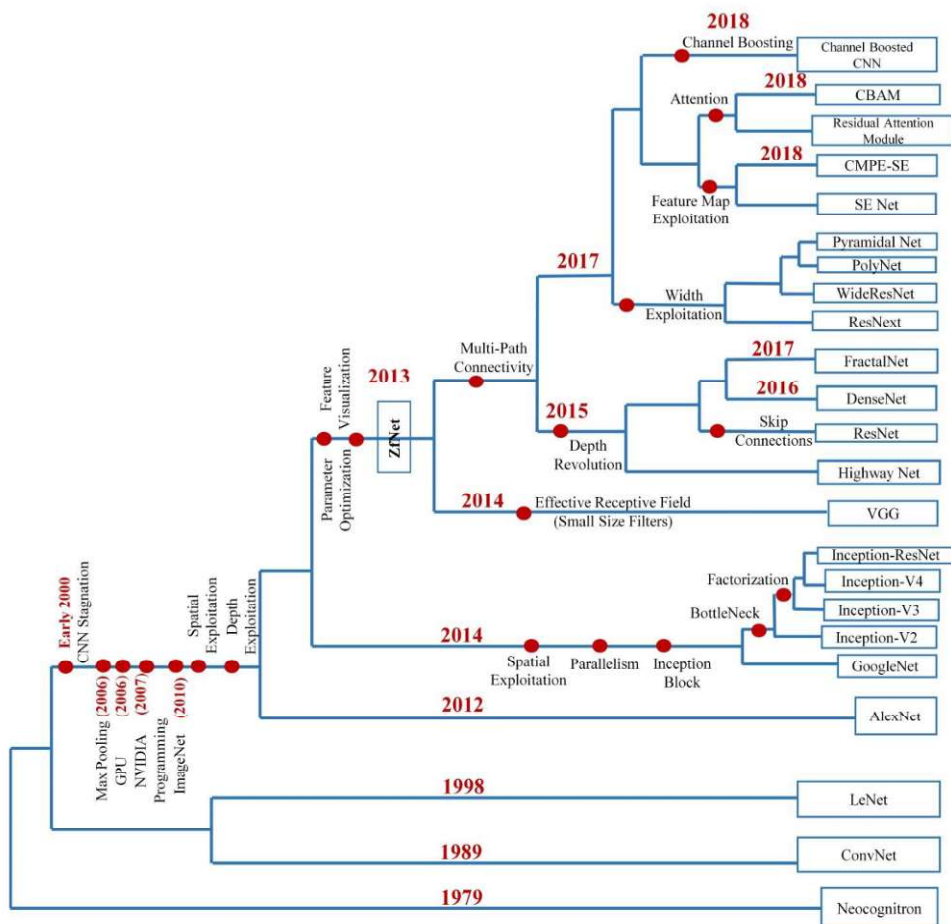 2018
Channel Boosting
Channel Boosted
CNN
2018
Attention
CBAM
Residual Attention
Module
2018
CMPE-SE
Feature Map
Exploitation
SE Net
Pyramidal Net
PolyNet
2017
Width
Exploitation
WideResNet
ResNext
Multi-Path
Connectivity
2017
FractalNet
2016
DenseNet
2015
Depth
Revolution
Skip
Connections
ResNet
Highway Net
2013
Feature
Visualization
ZfNet
Parameter
Optimization
2014
Effective Receptive Field
(Small Size Filters)
VGG
Inception-ResNet
Factorization
Inception-V4
BottleNeck
Inception-V3
Inception-V2
2014
Spatial
Exploitation
Parallelism
Inception
Block
GoogleNet
Early 2000
CNN Stagnation
Spatial
Exploitation
Depth
Exploitation
Max Pooling (2006)
GPU (2006)
NVIDIA (2007)
Programming
ImageNet (2010)
2012
AlexNet
1998
LeNet
1989
ConvNet
1979
Neocognitron